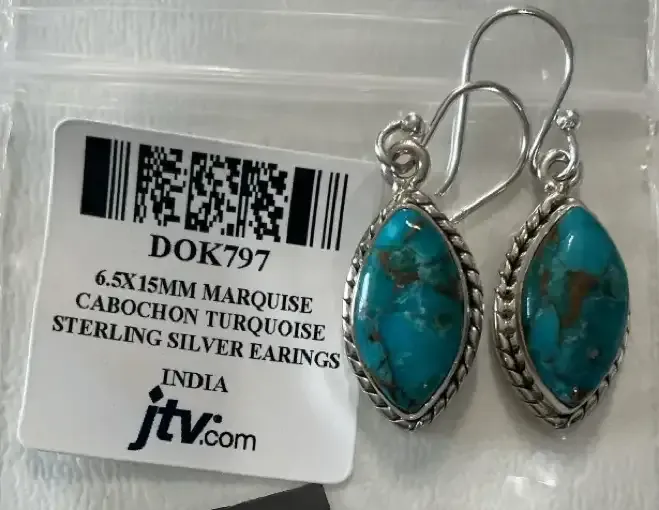 DOK797
6.5X15MM MARQUISE
CABOCHON TURQUOISE
STERLING SILVER EARINGS
INDIA
jtv.com